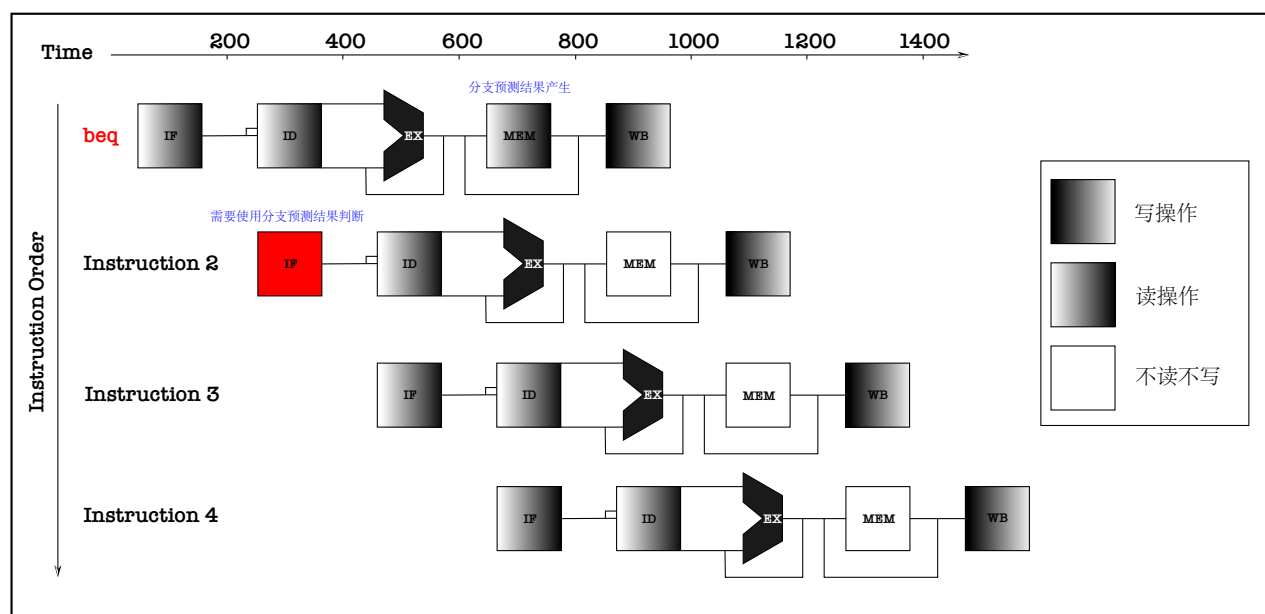 Time 200 400 600 800 1000 1200 1400
分支预测结果产生
beq IF ID EX MEM WB
需要使用分支预测结果判断
Instruction 2 IF ID EX MEM WB
Instruction 3 IF ID EX MEM WB
Instruction 4 IF ID EX MEM WB
Instruction Order
写操作
读操作
不读不写